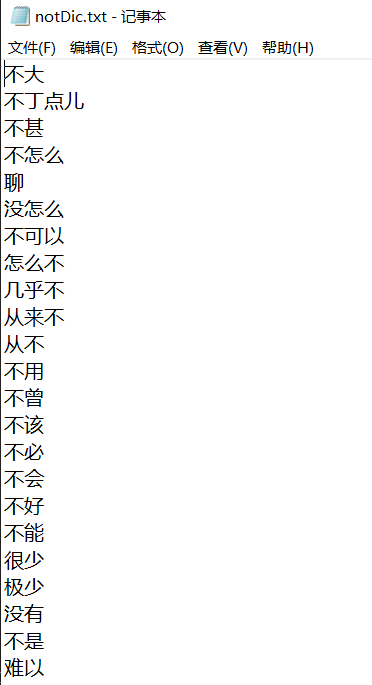 notDic.txt - 记事本
文件(F) 编辑(E) 格式(O) 查看(V) 帮助(H)
不大
不丁点儿
不甚
不怎么
聊
没怎么
不可以
怎么不
几乎不
从来不
从不
不用
不曾
不该
不必
不会
不好
不能
很少
极少
没有
不是
难以